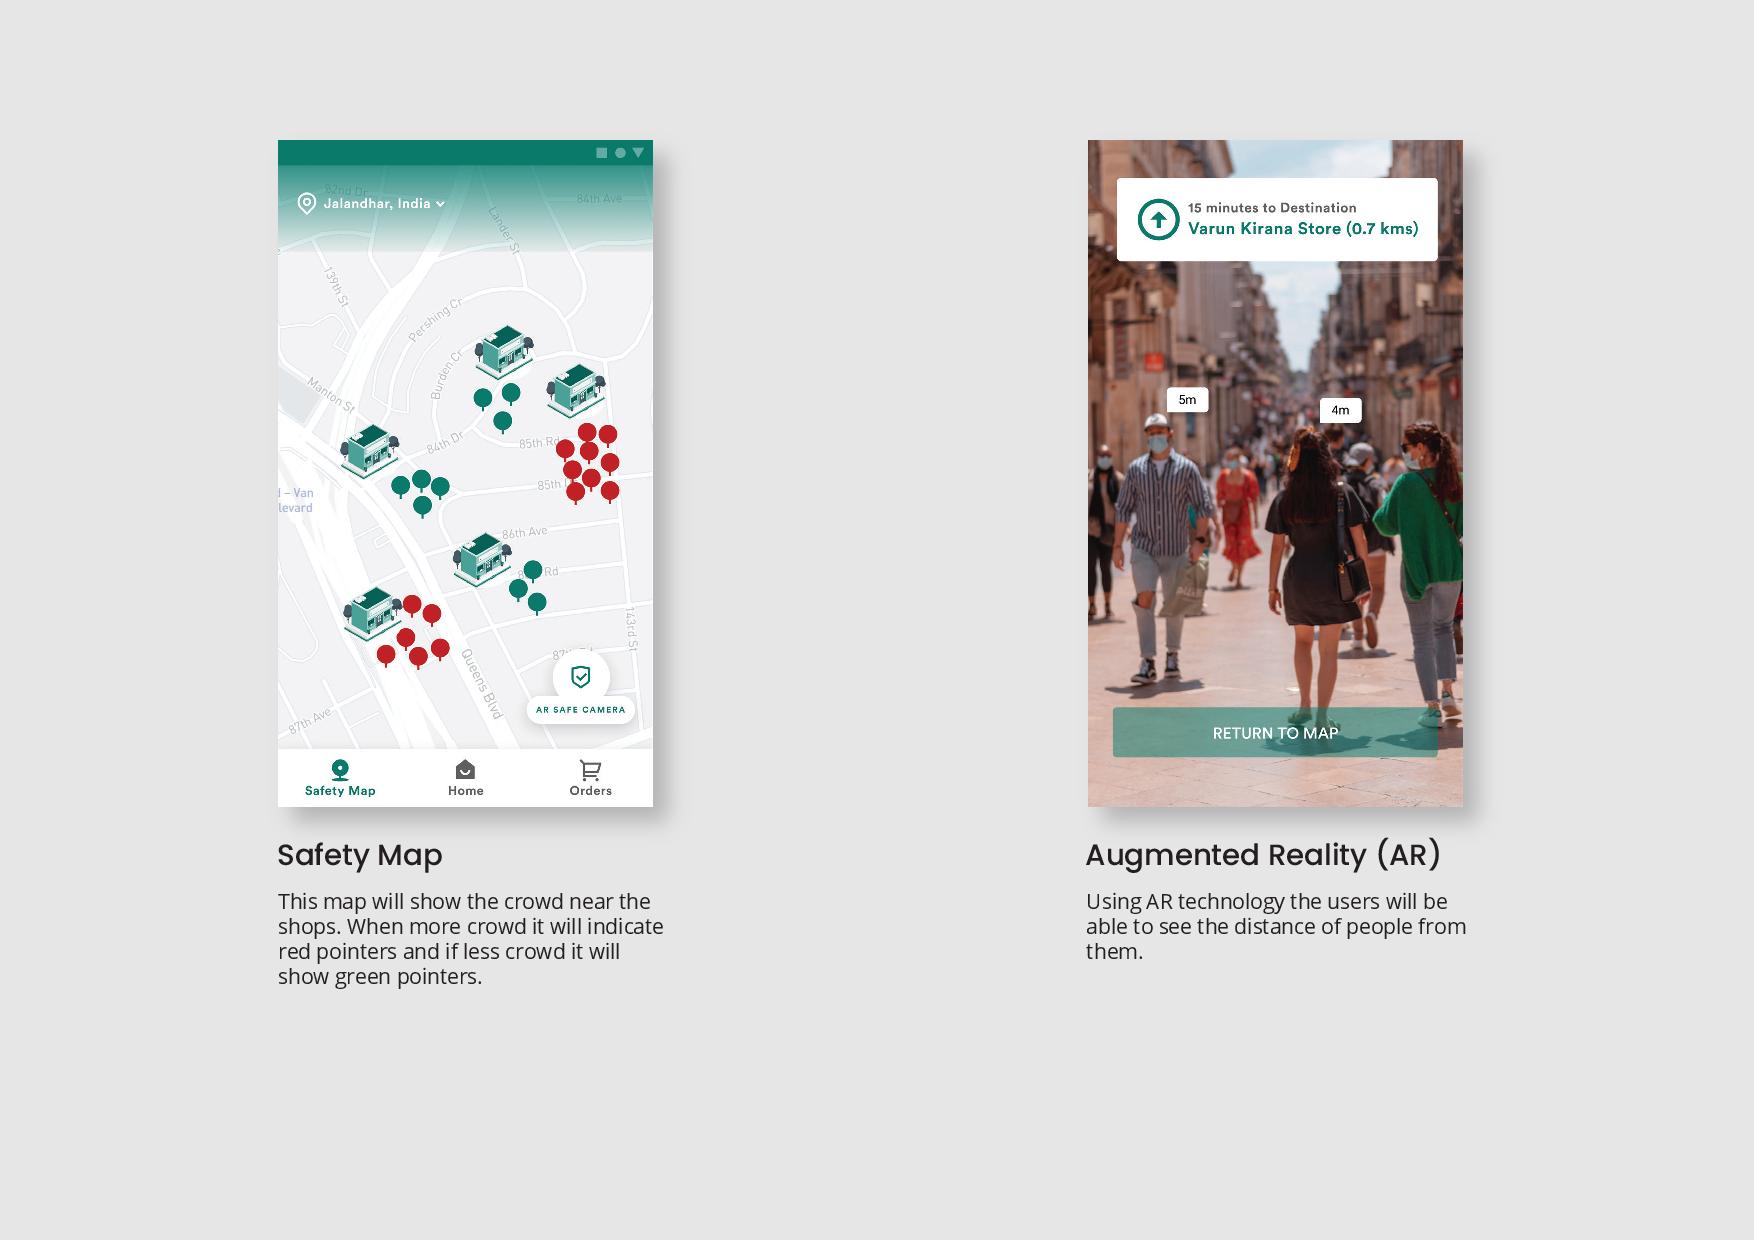 82nd Dr
Jalandhar, India
84th Ave
Lander St
139th St
Pershing Cr
Burden Cr
Manton St
84th Dr
85th Rd
85th
– Van
levard
86th Ave
Rd
143rd St
Queens Blvd
87th Ave
AR SAFE CAMERA
Safety Map
Home
Orders
Safety Map
This map will show the crowd near the
shops. When more crowd it will indicate
red pointers and if less crowd it will
show green pointers.
15 minutes to Destination
Varun Kirana Store (0.7 kms)
5m
4m
RETURN TO MAP
Augmented Reality (AR)
Using AR technology the users will be
able to see the distance of people from
them.